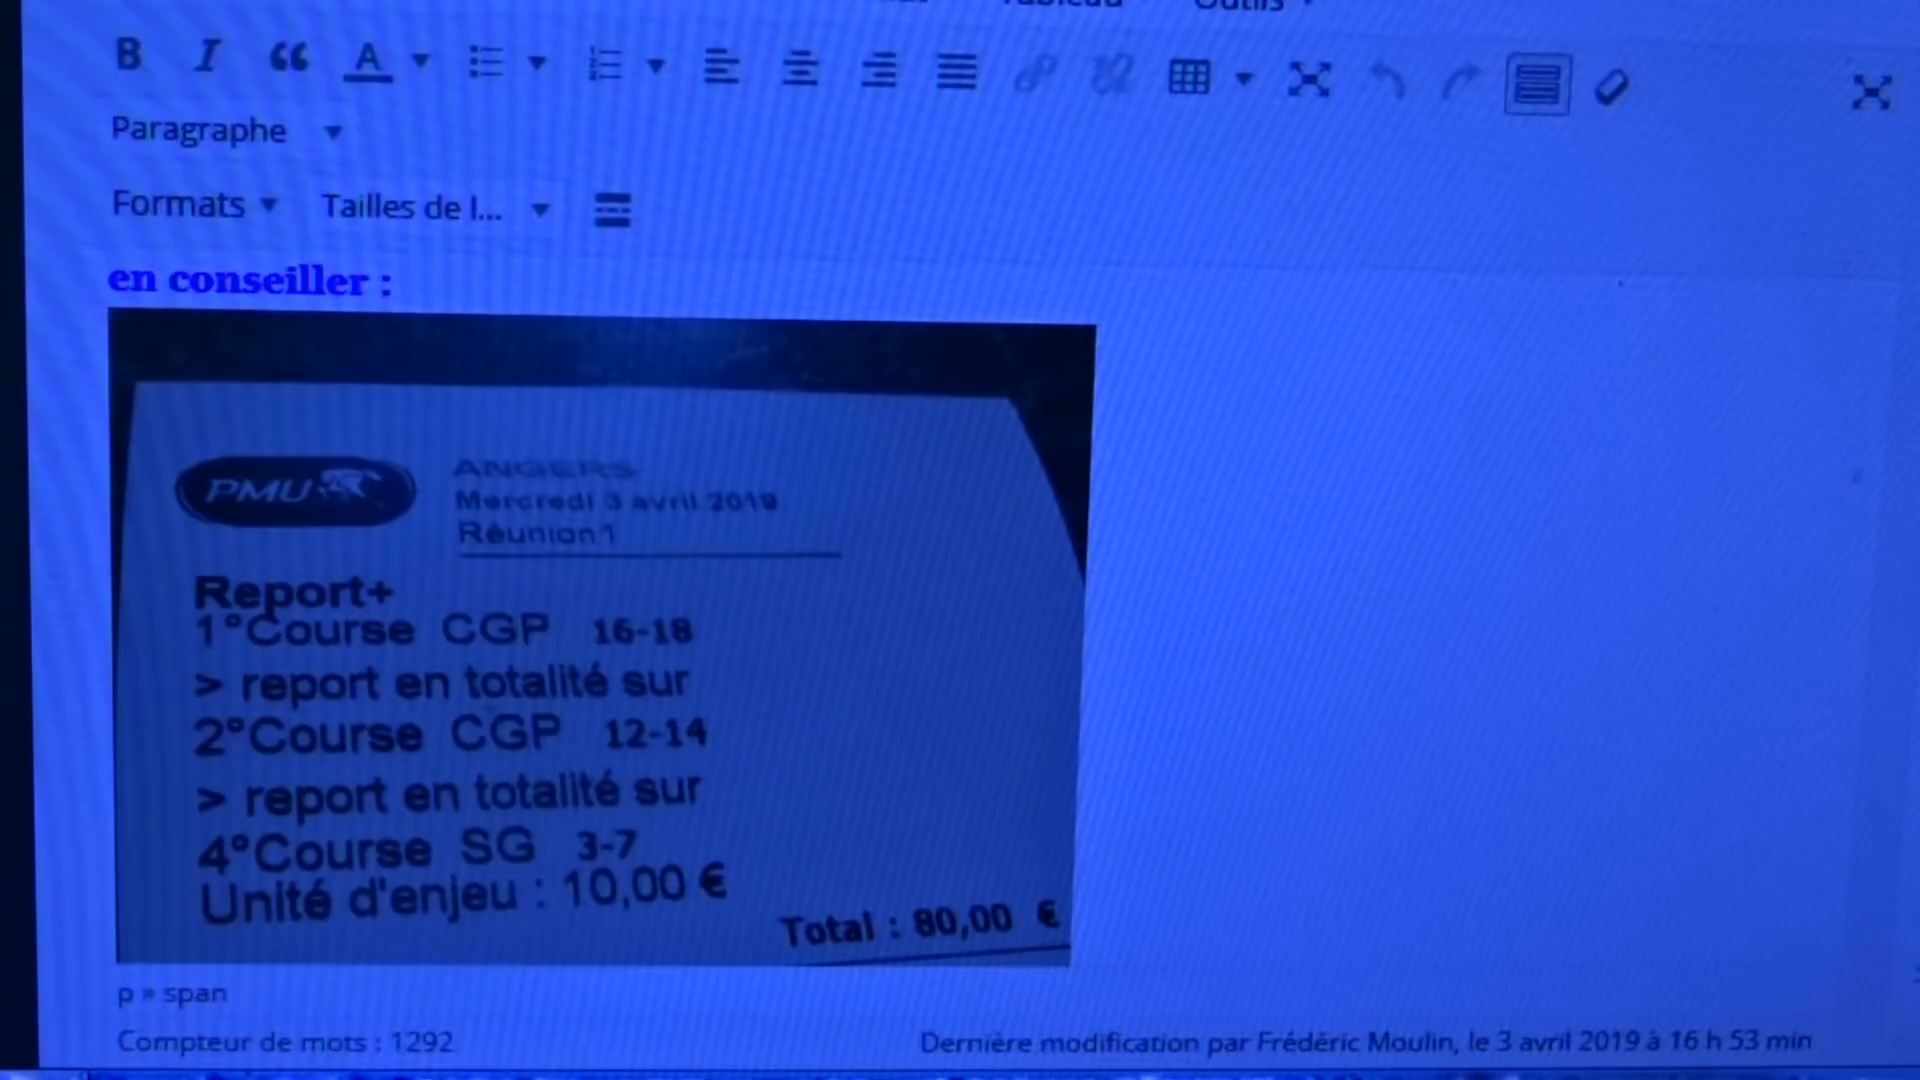 Outils
B I A
Paragraphe
Formats Tailles de l...
en conseiller :
PMU
ANGERS
Mercredi 3 avril 2019
Réunion 1
Report+
1°Course CGP 16-18
> report en totalité sur
2°Course CGP 12-14
> report en totalité sur
4°Course SG 3-7
Unité d'enjeu : 10,00 €
Total : 80,00 €
p » span
Compteur de mots : 1292
Dernière modification par Frédéric Moulin, le 3 avril 2019 à 16 h 53 min